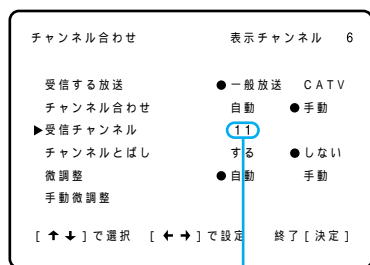 チャンネル合わせ 表示チャンネル 6
受信する放送 ●一般放送 CATV
チャンネル合わせ 自動 ●手動
▶受信チャンネル 11
チャンネルとばし する ●しない
微調整 ●自動 手動
手動微調整
[↑↓]で選択 [←→]で設定 終了[決定]